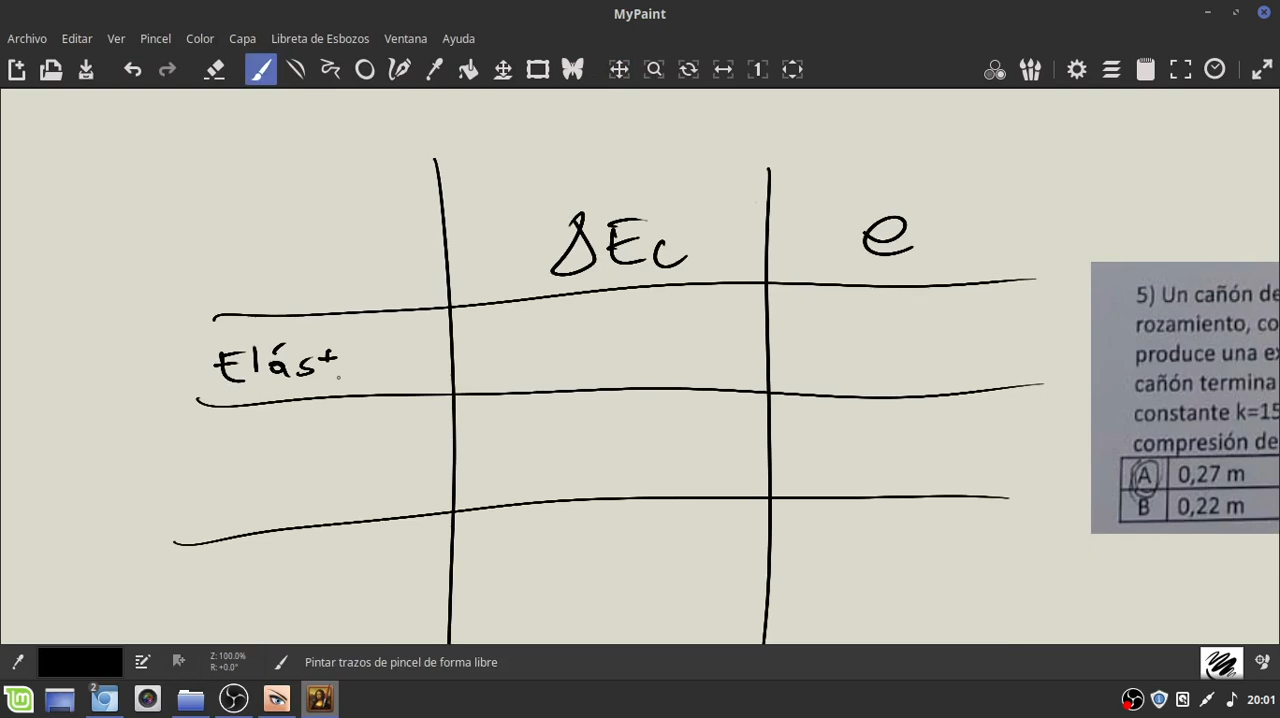 MyPaint
Archivo Editar Ver Pincel Color Capa Libreta de Esbozos Ventana Ayuda
ΔEc e
Elást
5) Un cañón de
rozamiento, co
produce una ex
cañón termina
constante k=15
compresión de
A 0,27 m
B 0,22 m
Z: 100.0%
R: +0.0°
Pintar trazos de pincel de forma libre
2
20:01